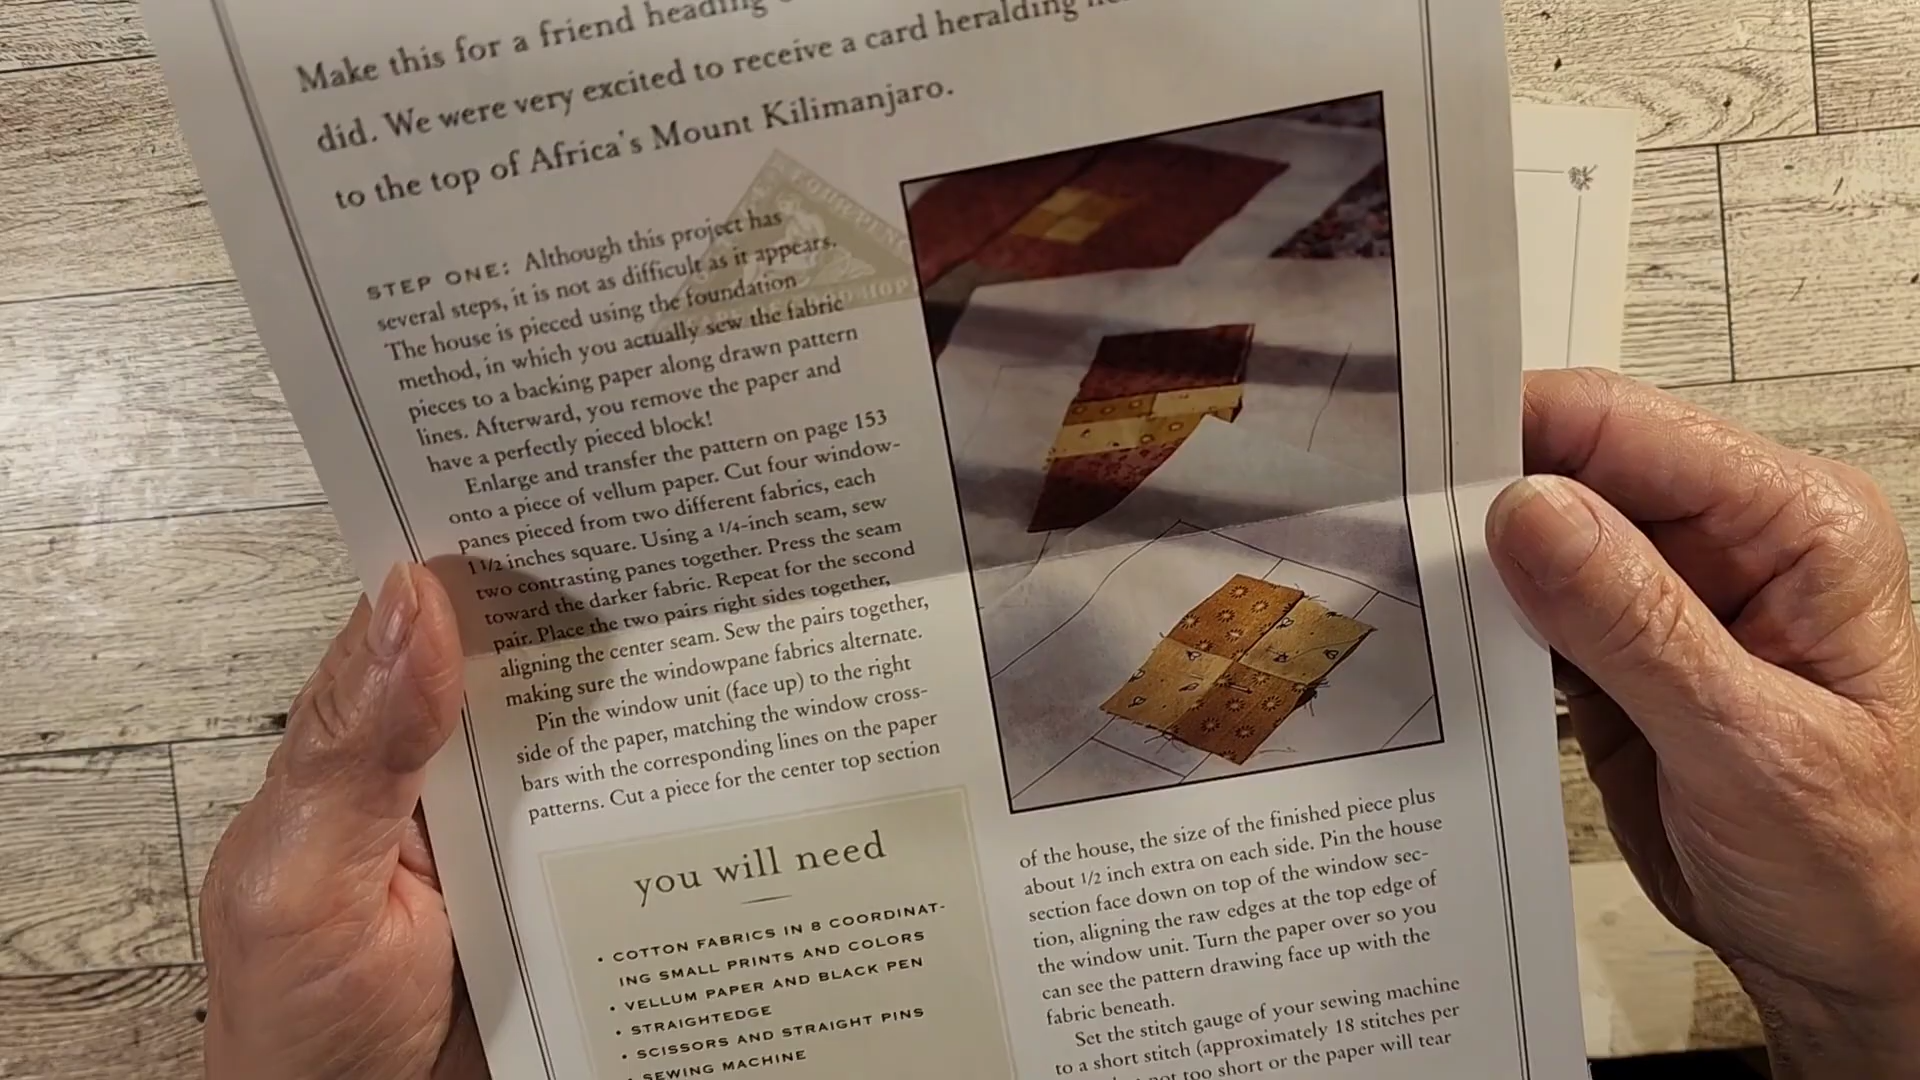 Make this for a friend heading
did. We were very excited to receive a card heralding
to the top of Africa's Mount Kilimanjaro.
STEP ONE: Although this project has
several steps, it is not as difficult as it appears.
The house is pieced using the foundation
method, in which you actually sew the fabric
pieces to a backing paper along drawn pattern
lines. Afterward, you remove the paper and
have a perfectly pieced block!
Enlarge and transfer the pattern on page 153
onto a piece of vellum paper. Cut four window-
panes pieced from two different fabrics, each
1 1/2 inches square. Using a 1/4-inch seam, sew
two contrasting panes together. Press the seam
toward the darker fabric. Repeat for the second
pair. Place the two pairs right sides together,
aligning the center seam. Sew the pairs together,
making sure the windowpane fabrics alternate.
Pin the window unit (face up) to the right
side of the paper, matching the window cross-
bars with the corresponding lines on the paper
patterns. Cut a piece for the center top section
you will need
• COTTON FABRICS IN 8 COORDINAT-
ING SMALL PRINTS AND COLORS
• VELLUM PAPER AND BLACK PEN
• STRAIGHTEDGE
• SCISSORS AND STRAIGHT PINS
• SEWING MACHINE
of the house, the size of the finished piece plus
about 1/2 inch extra on each side. Pin the house
section face down on top of the window sec-
tion, aligning the raw edges at the top edge of
the window unit. Turn the paper over so you
can see the pattern drawing face up with the
fabric beneath.
Set the stitch gauge of your sewing machine
to a short stitch (approximately 18 stitches per
not too short or the paper will tear